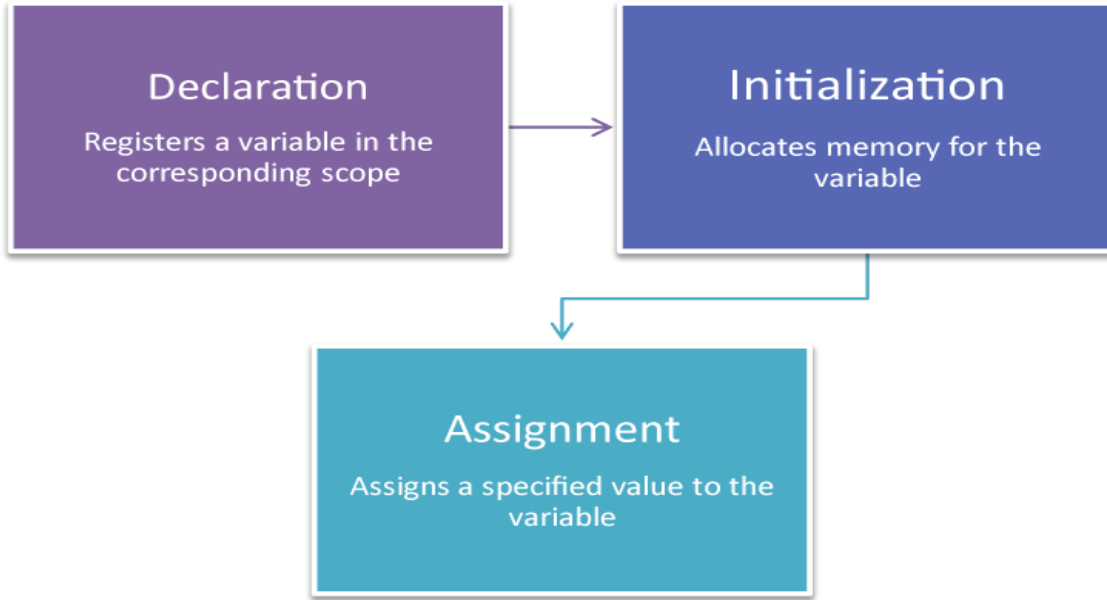 Declaration
Registers a variable in the
corresponding scope
Initialization
Allocates memory for the
variable
Assignment
Assigns a specified value to the
variable